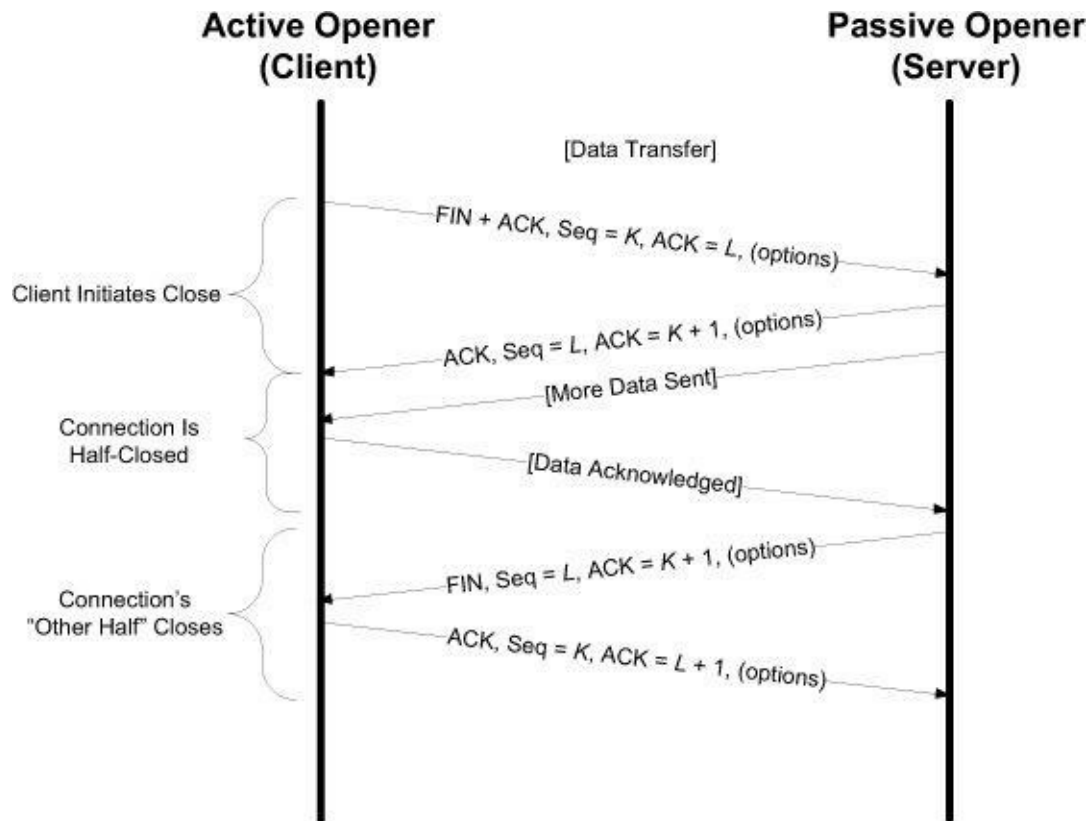 Active Opener
(Client)
Passive Opener
(Server)
[Data Transfer]
FIN + ACK, Seq = K, ACK = L, (options)
Client Initiates Close
ACK, Seq = L, ACK = K + 1, (options)
[More Data Sent]
Connection Is
Half-Closed
[Data Acknowledged]
FIN, Seq = L, ACK = K + 1, (options)
Connection's
"Other Half" Closes
ACK, Seq = K, ACK = L + 1, (options)